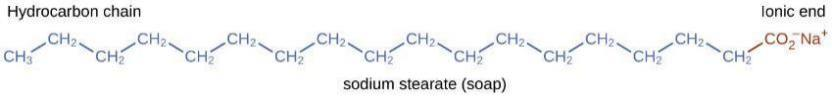 Hydrocarbon chain Ionic end
CH₂ CH₂ CH₂ CH₂ CH₂ CH₂ CH₂ CH₂ CO₂⁻Na⁺
CH₃ CH₂ CH₂ CH₂ CH₂ CH₂ CH₂ CH₂ CH₂
sodium stearate (soap)